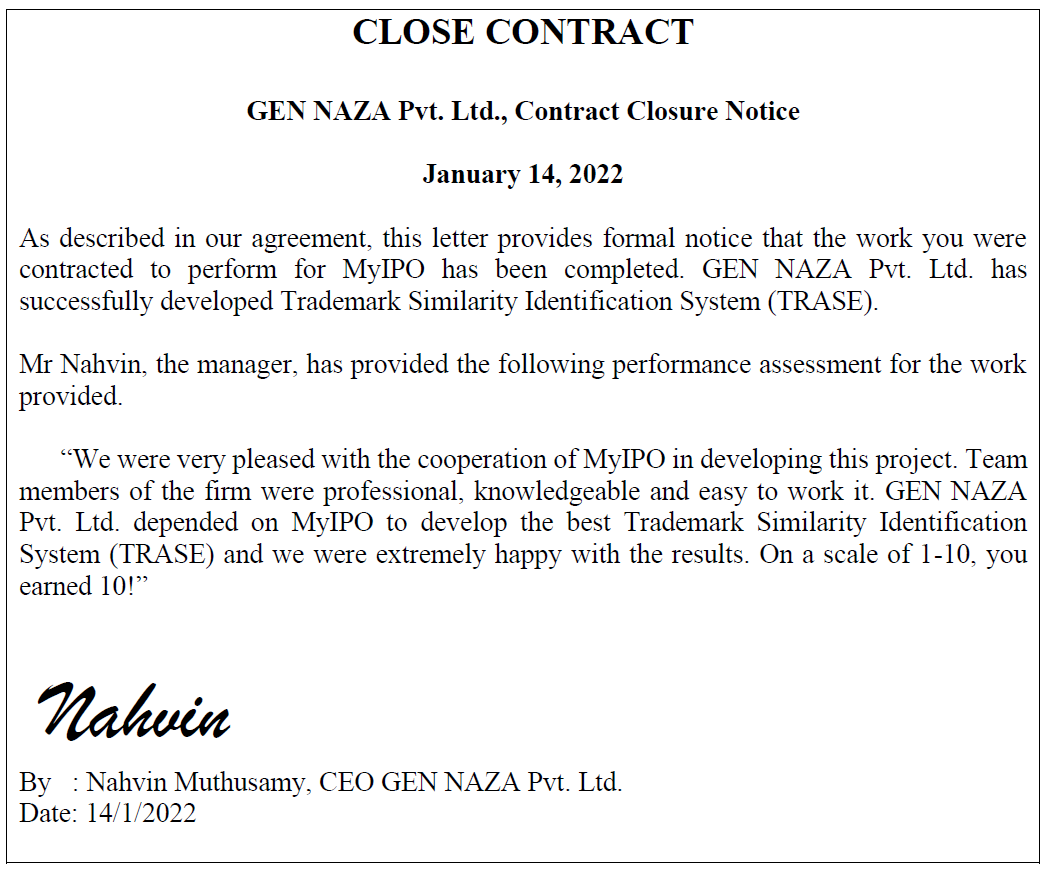 CLOSE CONTRACT
GEN NAZA Pvt. Ltd., Contract Closure Notice
January 14, 2022
As described in our agreement, this letter provides formal notice that the work you were
contracted to perform for MyIPO has been completed. GEN NAZA Pvt. Ltd. has
successfully developed Trademark Similarity Identification System (TRASE).
Mr Nahvin, the manager, has provided the following performance assessment for the work
provided.
“We were very pleased with the cooperation of MyIPO in developing this project. Team
members of the firm were professional, knowledgeable and easy to work it. GEN NAZA
Pvt. Ltd. depended on MyIPO to develop the best Trademark Similarity Identification
System (TRASE) and we were extremely happy with the results. On a scale of 1-10, you
earned 10!”
Nahvin
By : Nahvin Muthusamy, CEO GEN NAZA Pvt. Ltd.
Date: 14/1/2022